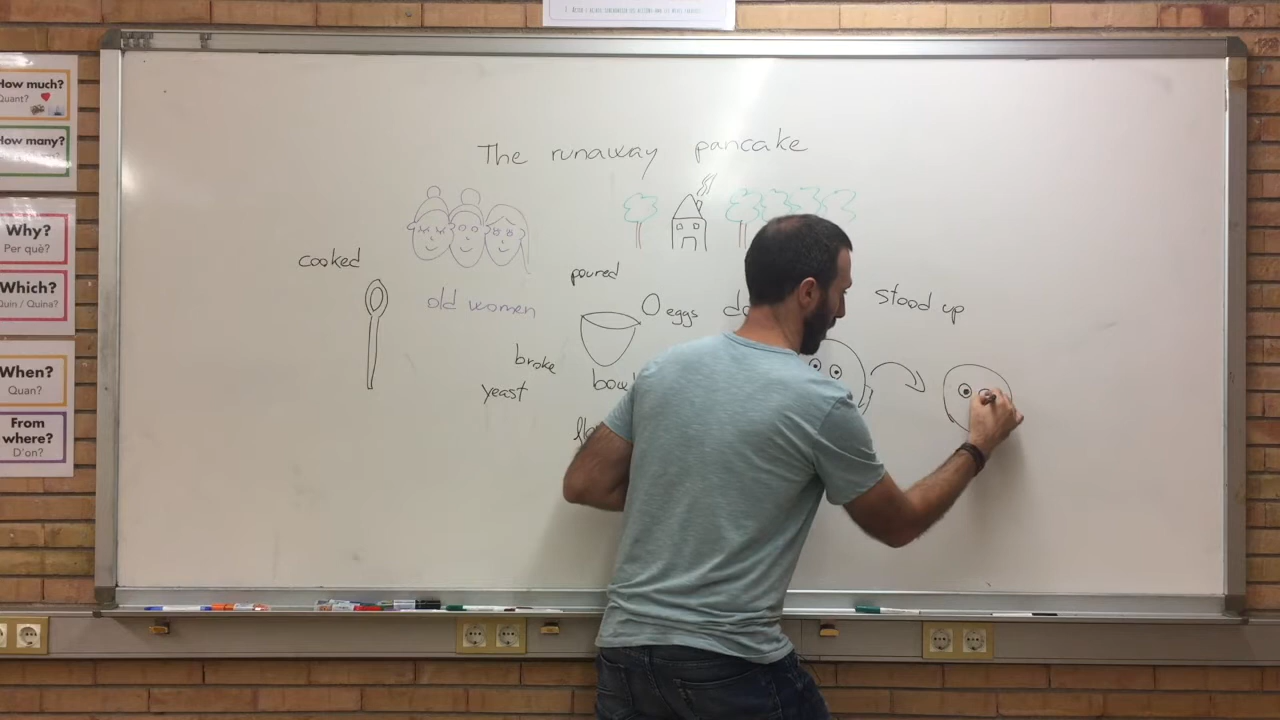 How much?
Quant?
How many?
Why?
Per què?
Which?
Quin / Quina?
When?
Quan?
From
where?
D'on?
The runaway pancake
cooked
old women
poured
eggs
stood up
broke
yeast